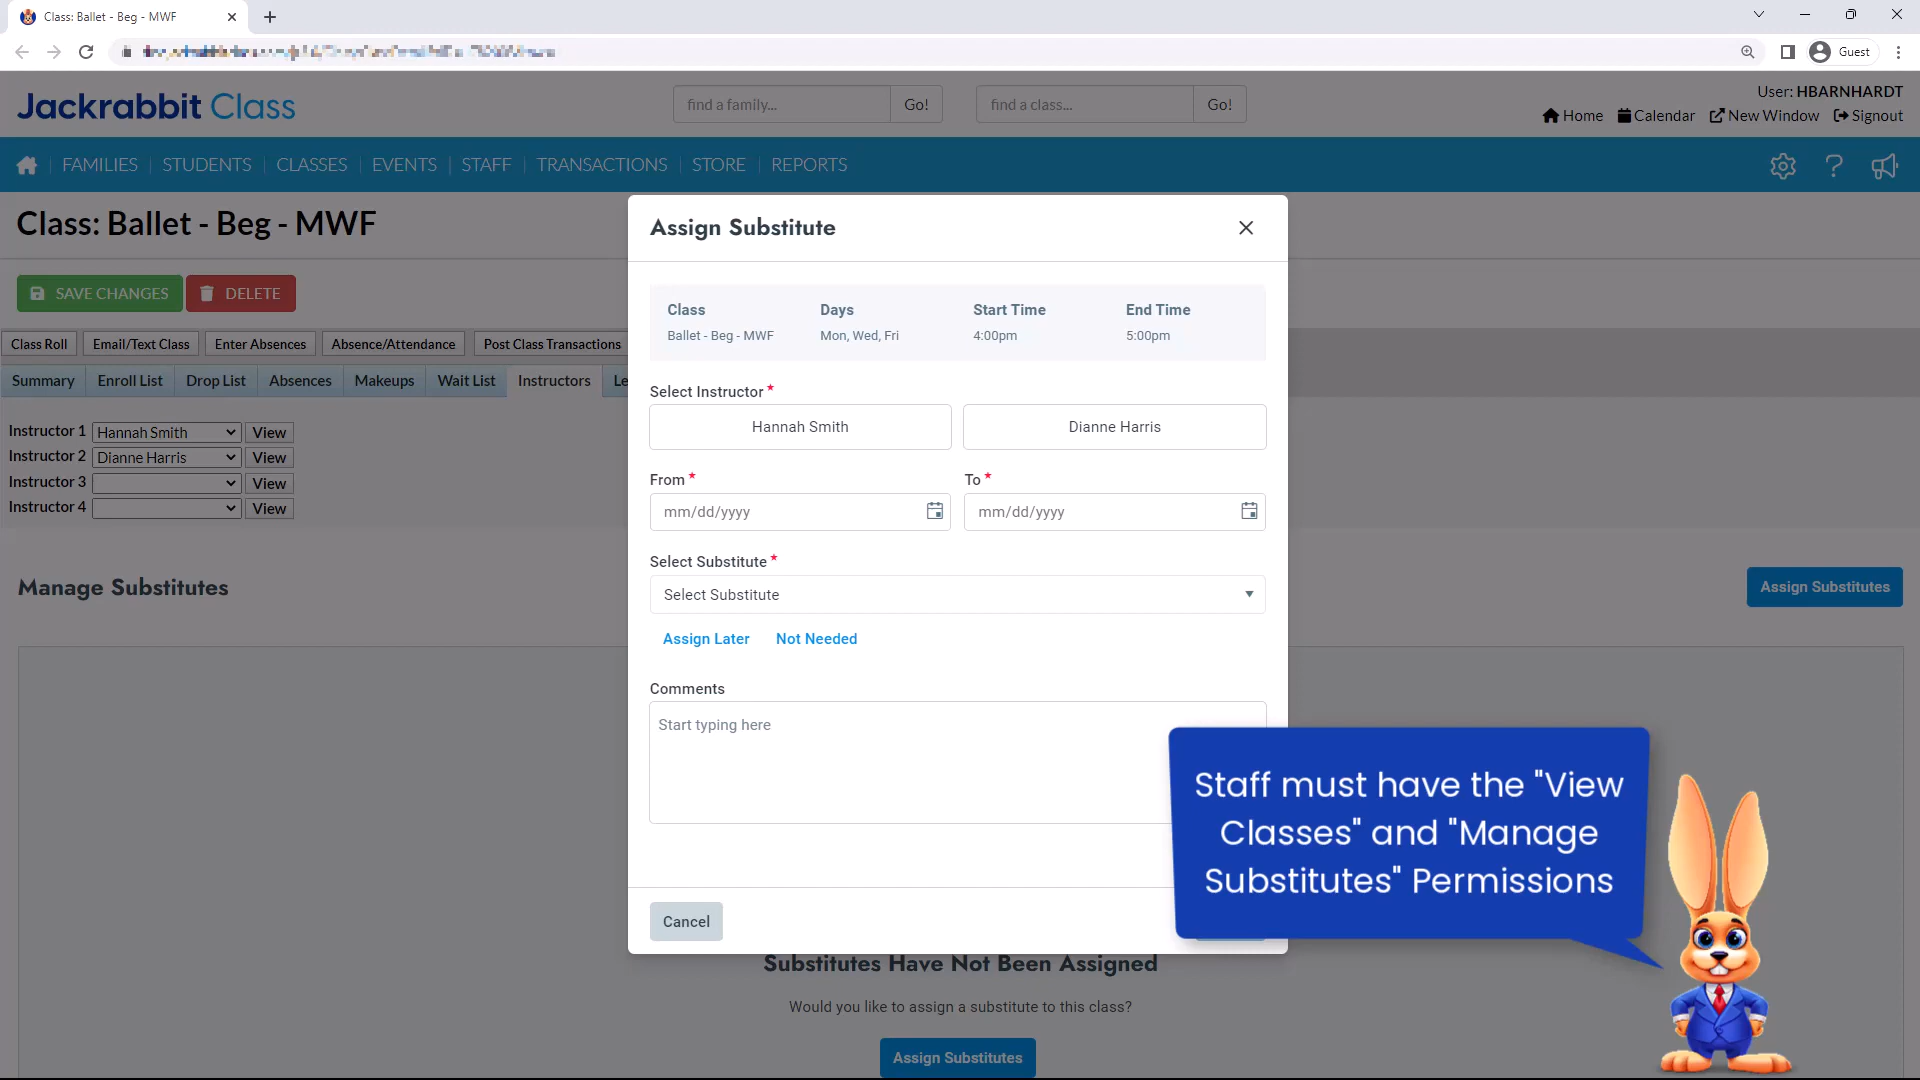 Class: Ballet - Beg - MWF
Guest
Jackrabbit Class
find a family...
Go!
find a class...
Go!
User: HBARNHARDT
Home
Calendar
New Window
Signout
FAMILIES
STUDENTS
CLASSES
EVENTS
STAFF
TRANSACTIONS
STORE
REPORTS
Class: Ballet - Beg - MWF
SAVE CHANGES
DELETE
Class Roll
Email/Text Class
Enter Absences
Absence/Attendance
Post Class Transactions
Summary
Enroll List
Drop List
Absences
Makeups
Wait List
Instructors
Le
Instructor 1
Hannah Smith
View
Instructor 2
Dianne Harris
View
Instructor 3
View
Instructor 4
View
Manage Substitutes
Assign Substitutes
Assign Substitute
Class
Days
Start Time
End Time
Ballet - Beg - MWF
Mon, Wed, Fri
4:00pm
5:00pm
Select Instructor *
Hannah Smith
Dianne Harris
From *
To *
mm/dd/yyyy
mm/dd/yyyy
Select Substitute *
Select Substitute
Assign Later
Not Needed
Comments
Start typing here
Cancel
Staff must have the "View
Classes" and "Manage
Substitutes" Permissions
Substitutes Have Not Been Assigned
Would you like to assign a substitute to this class?
Assign Substitutes